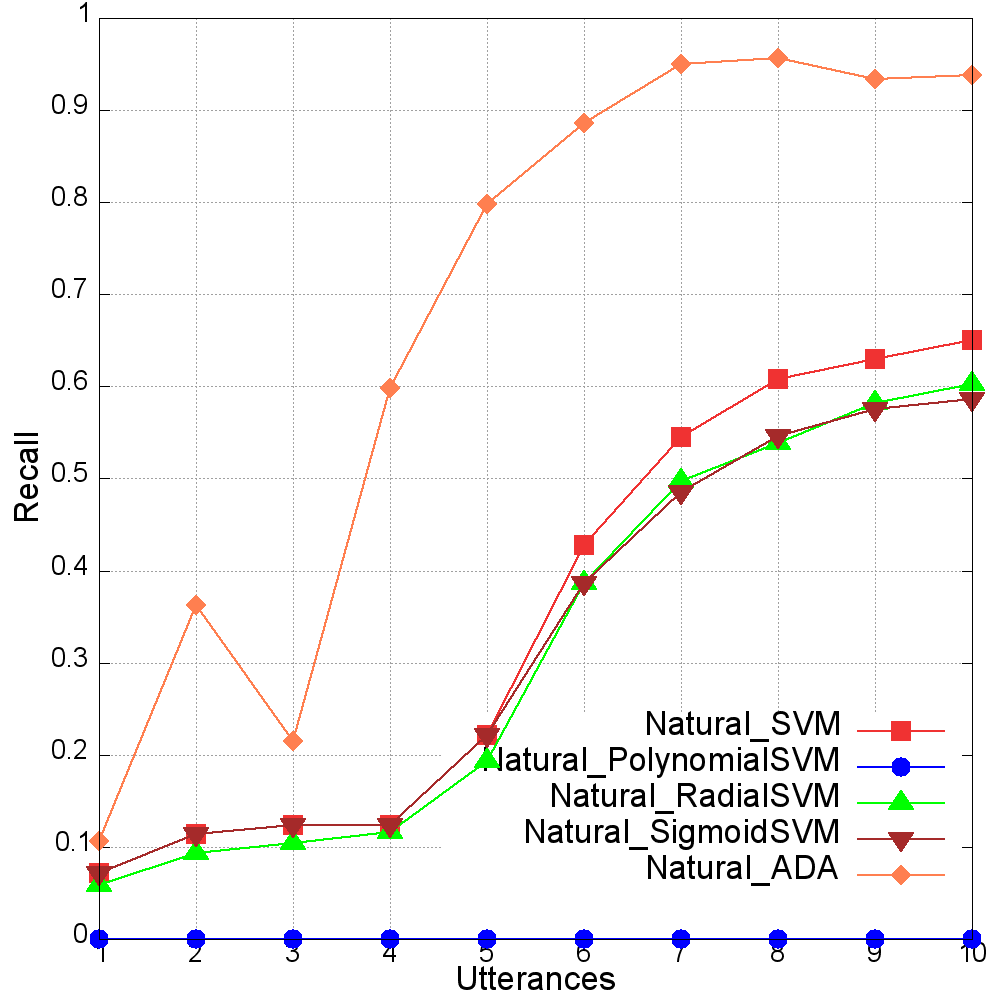 1
0.9
0.8
0.7
0.6
0.5
0.4
0.3
0.2
0.1
0
Recall
Natural_SVM
Natural_PolynomialSVM
Natural_RadialSVM
Natural_SigmoidSVM
Natural_ADA
1 2 3 4 5 6 7 8 9 10
Utterances